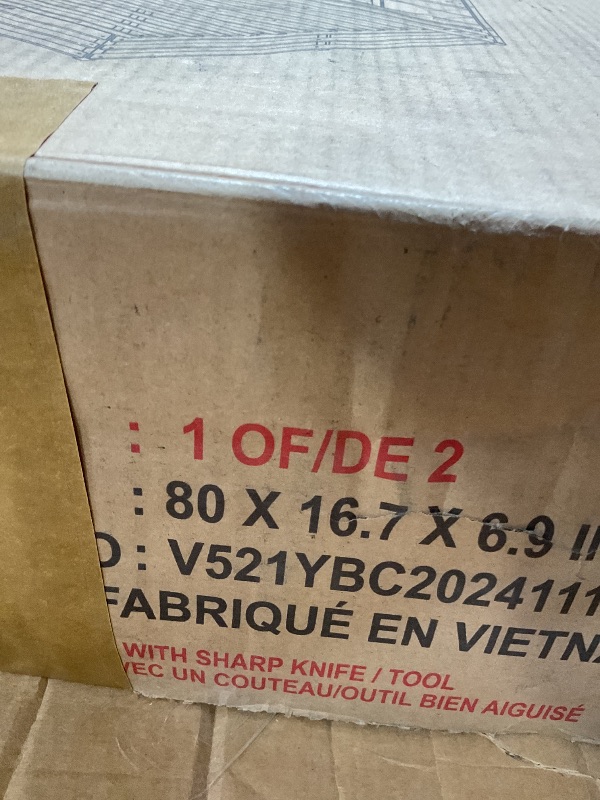 : 1 OF/DE 2
: 80 X 16.7 X 6.9
: V521YBC2024111
FABRIQUÉ EN
WITH SHARP KNIFE / TOOL
UN COUTEAU/OUTIL BIEN AIGUISÉ